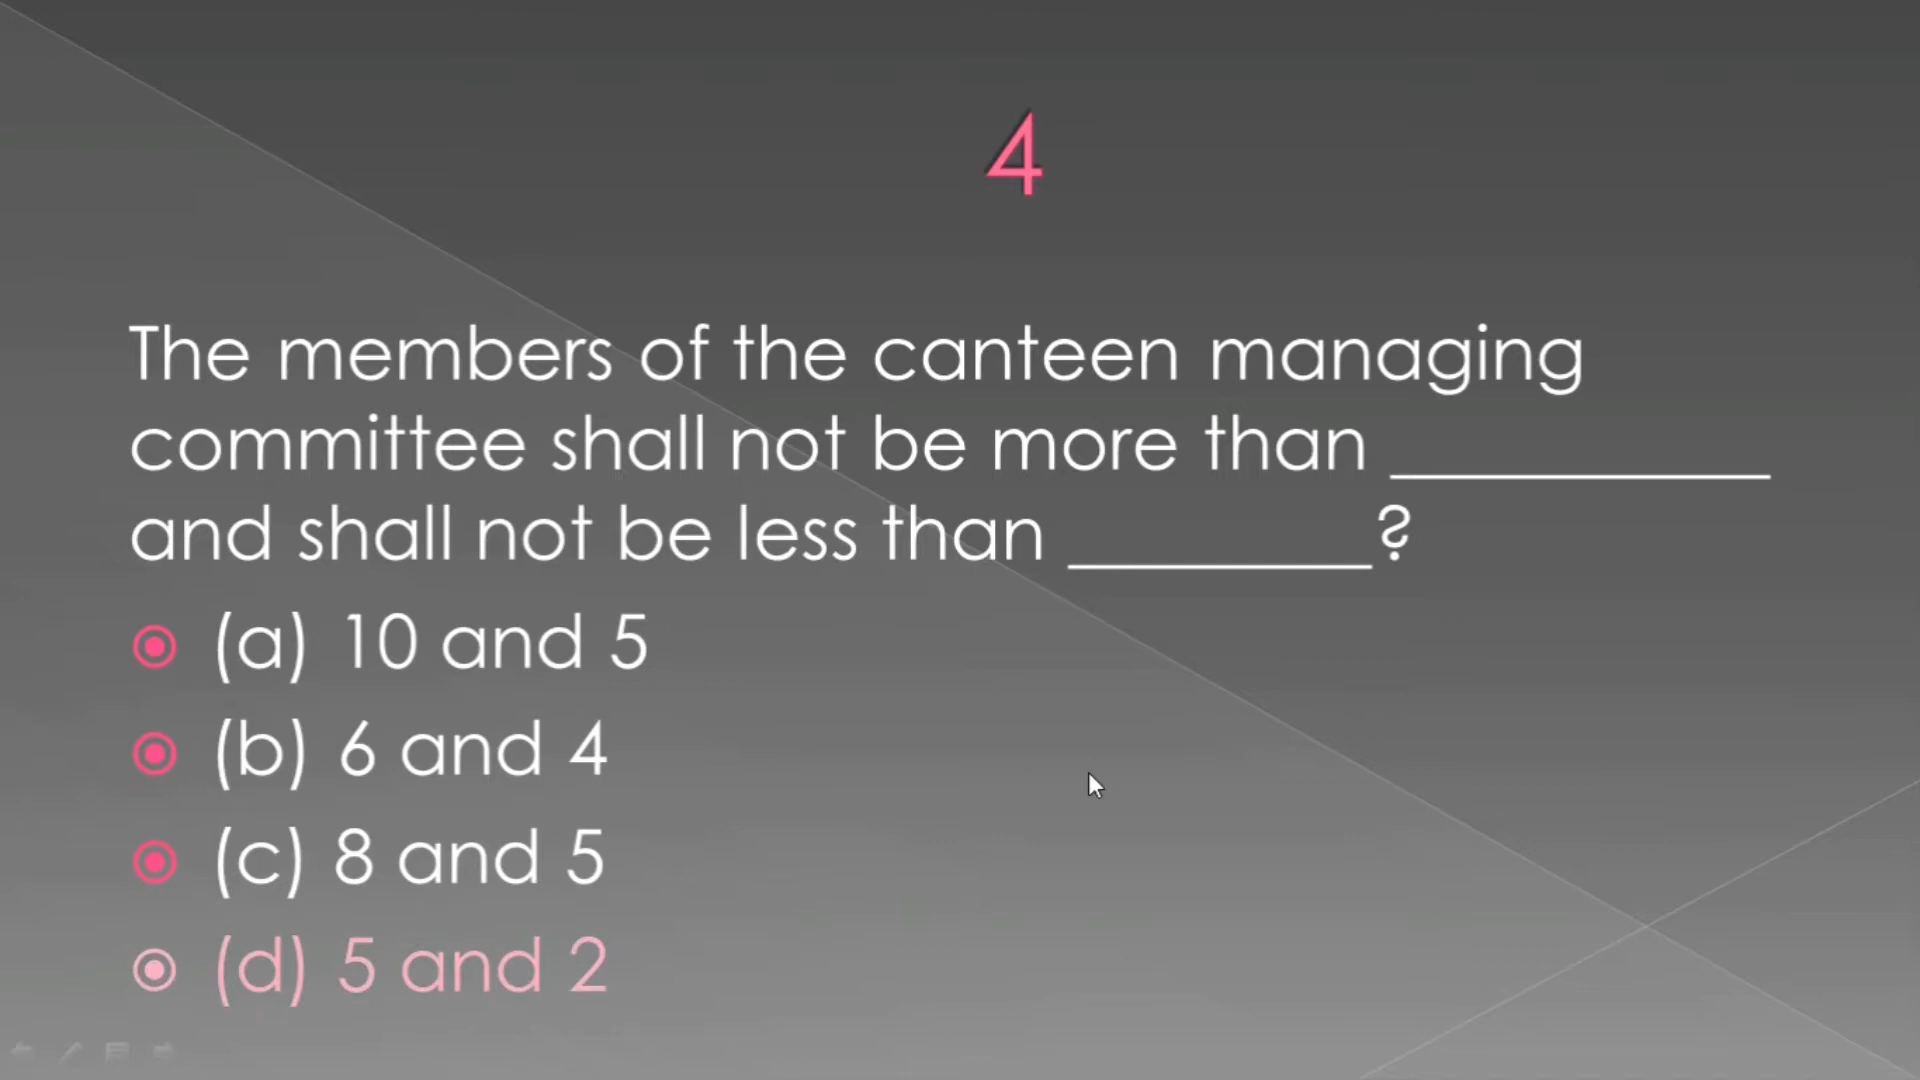 4
The members of the canteen managing
committee shall not be more than __________
and shall not be less than ________?
(a) 10 and 5
(b) 6 and 4
(c) 8 and 5
(d) 5 and 2